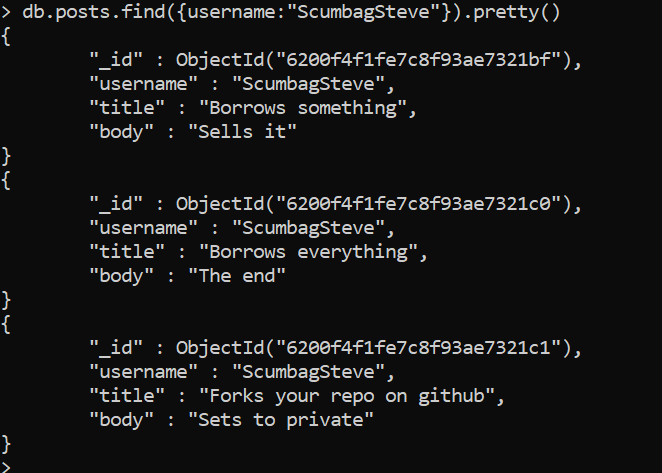 > db.posts.find({username:"ScumbagSteve"}).pretty()
{
        "_id" : ObjectId("6200f4f1fe7c8f93ae7321bf"),
        "username" : "ScumbagSteve",
        "title" : "Borrows something",
        "body" : "Sells it"
}
{
        "_id" : ObjectId("6200f4f1fe7c8f93ae7321c0"),
        "username" : "ScumbagSteve",
        "title" : "Borrows everything",
        "body" : "The end"
}
{
        "_id" : ObjectId("6200f4f1fe7c8f93ae7321c1"),
        "username" : "ScumbagSteve",
        "title" : "Forks your repo on github",
        "body" : "Sets to private"
}
>